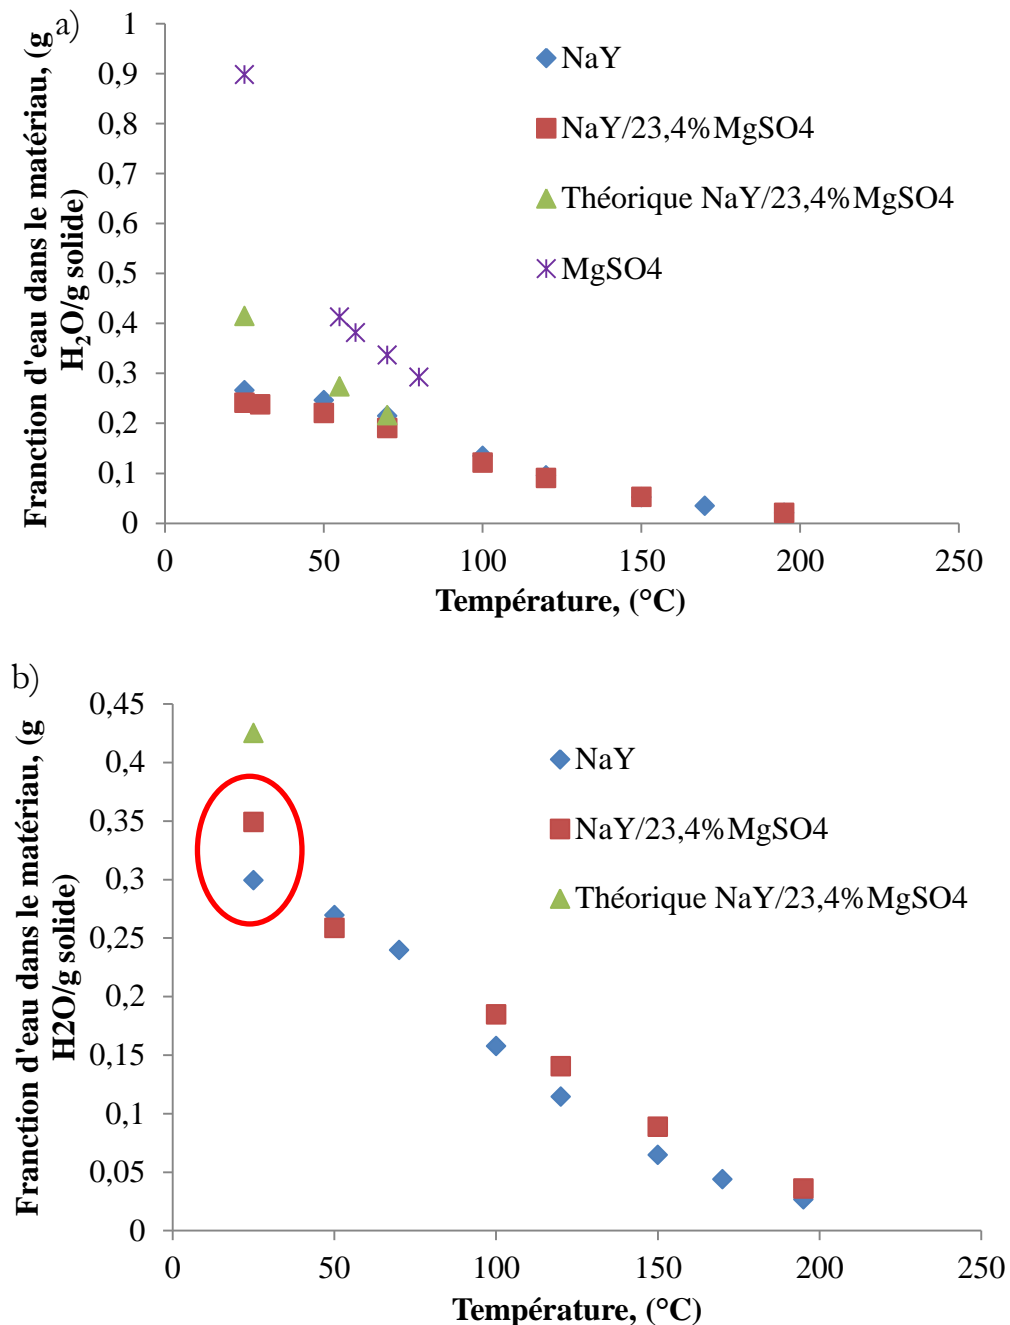 a)
Franction d'eau dans le matériau, (g
H₂O/g solide)
1
0,9
0,8
0,7
0,6
0,5
0,4
0,3
0,2
0,1
0
0 50 100 150 200 250
Température, (°C)
NaY
NaY/23,4%MgSO4
Théorique NaY/23,4%MgSO4
MgSO4
b)
Franction d'eau dans le matériau, (g
H2O/g solide)
0,45
0,4
0,35
0,3
0,25
0,2
0,15
0,1
0,05
0
0 50 100 150 200 250
Température, (°C)
NaY
NaY/23,4%MgSO4
Théorique NaY/23,4%MgSO4